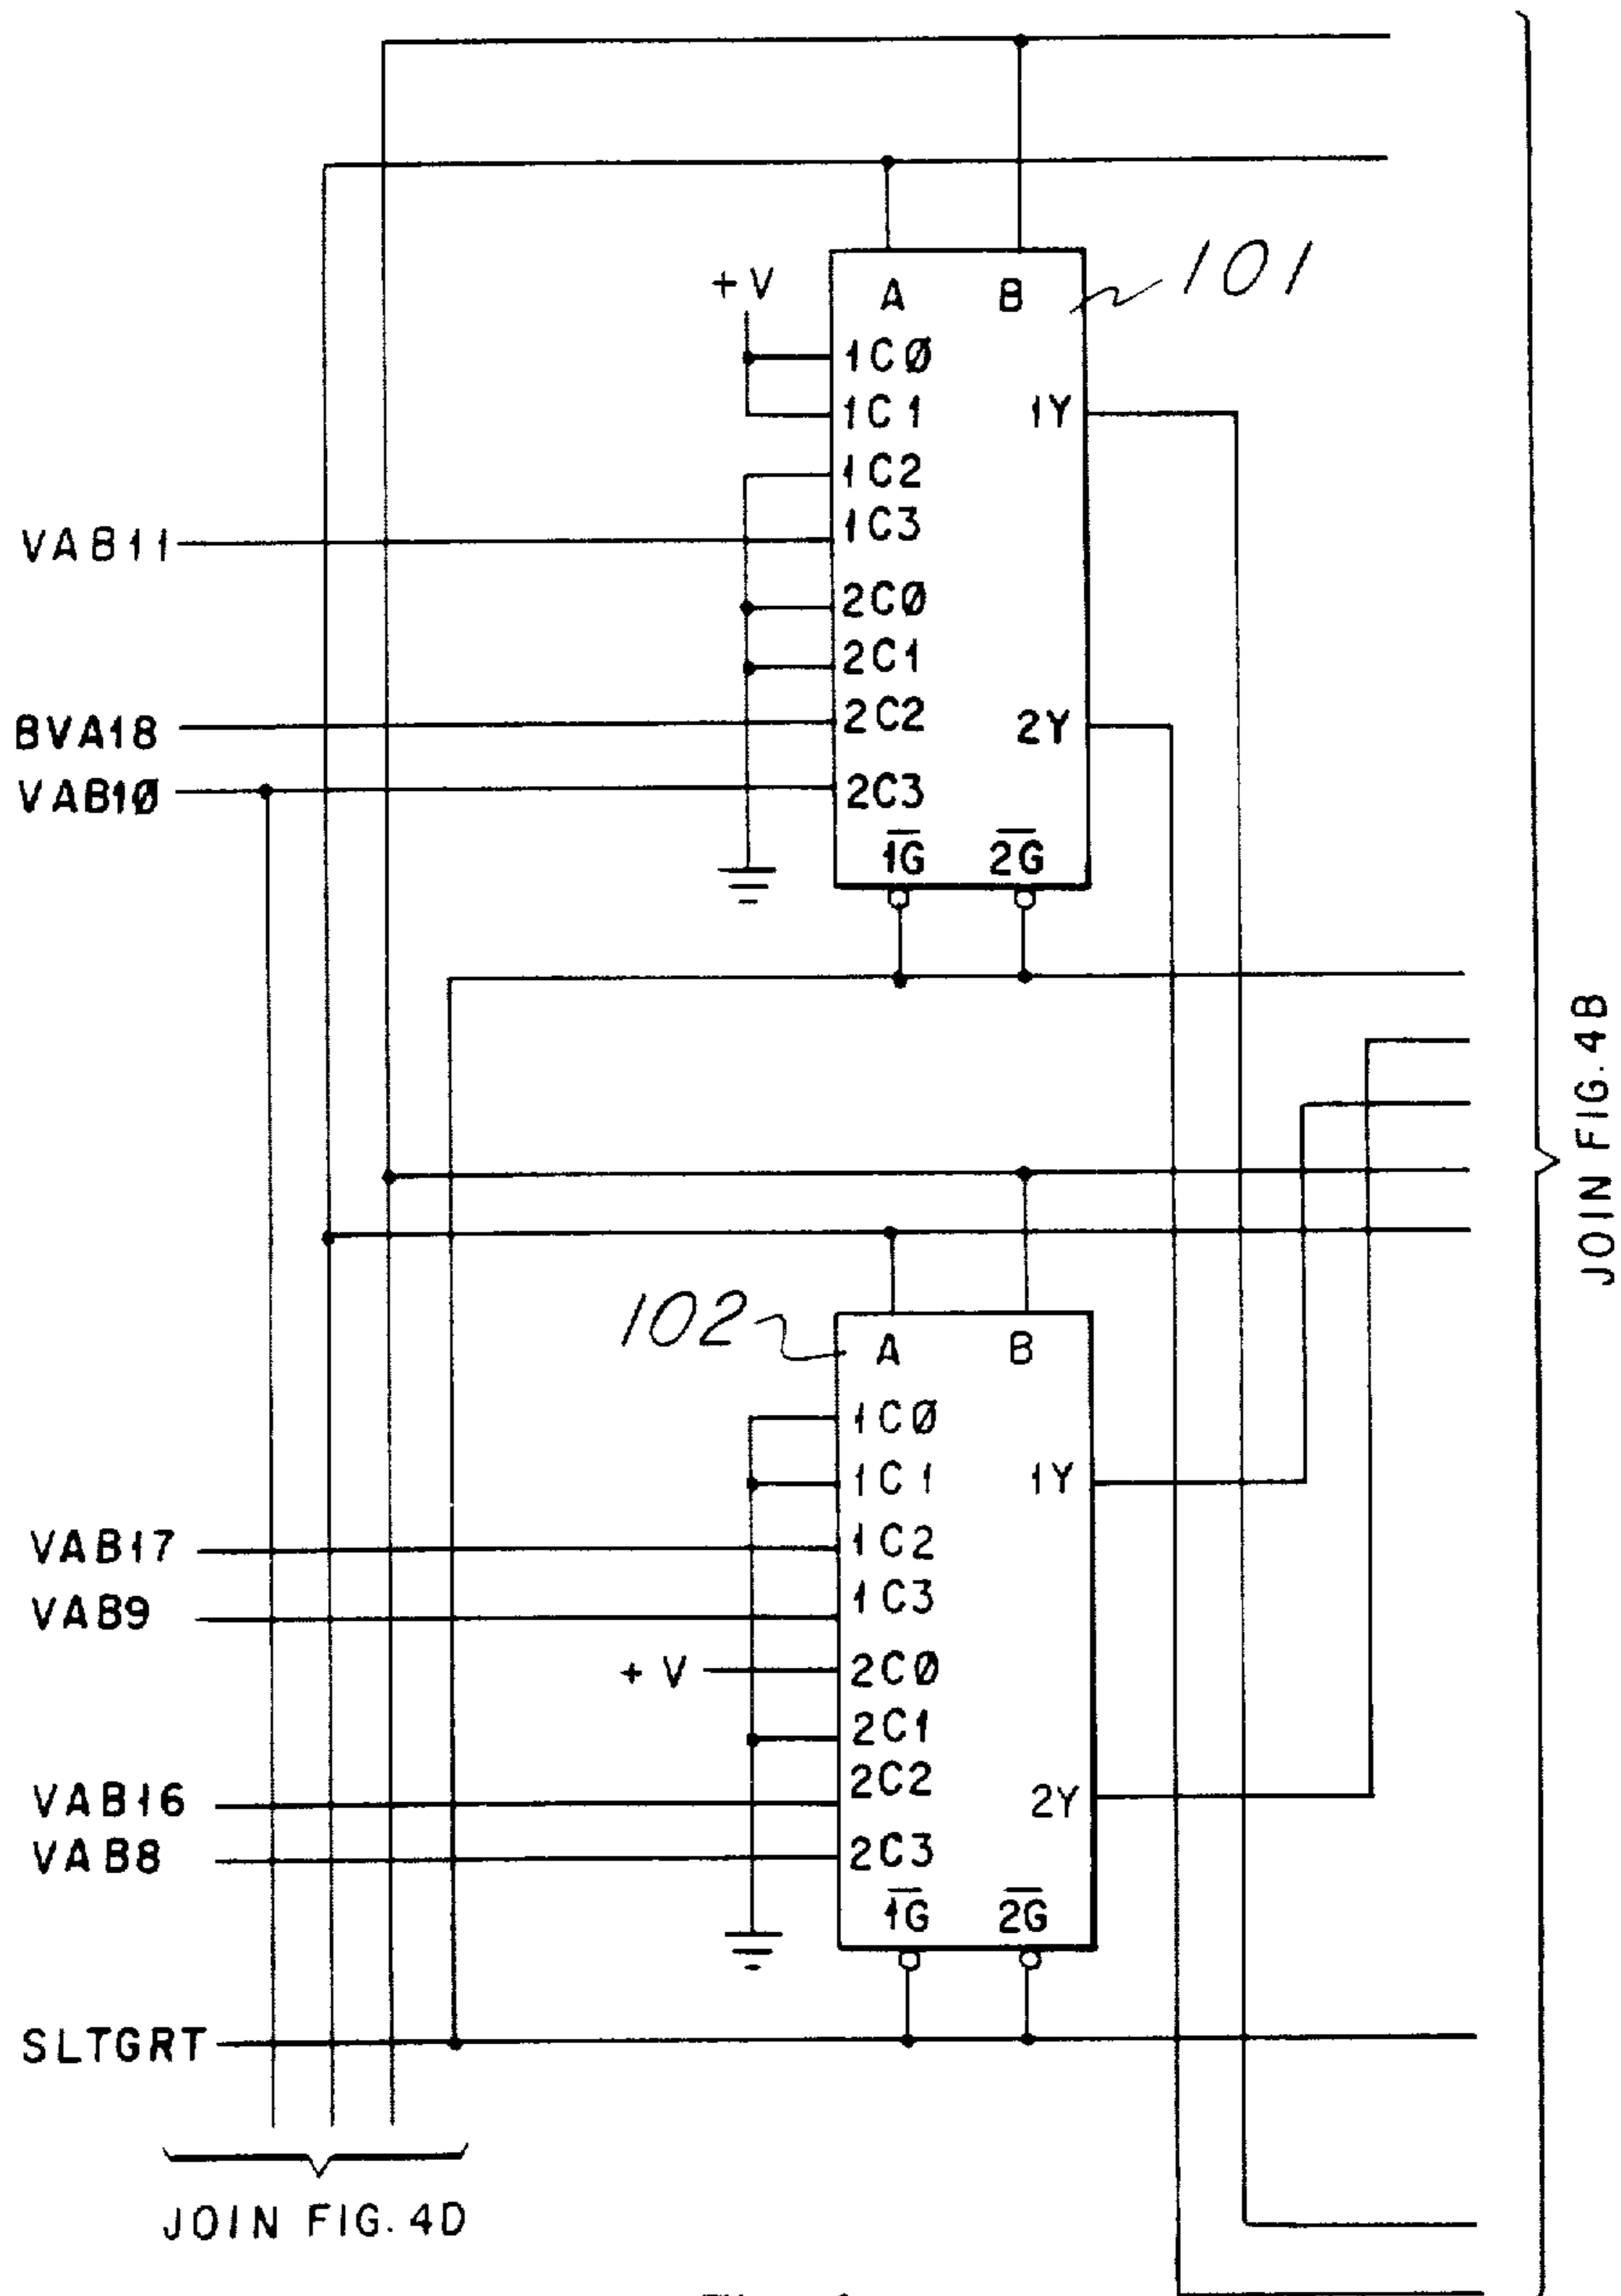 A B
101
+V
1CØ
1C1 1Y
1C2
VAB11 1C3
2CØ
2C1
BVA18 2C2 2Y
VAB1Ø 2C3
1G 2G
JOIN FIG. 4B
102
A B
1CØ
1C1 1Y
VAB17 1C2
VAB9 1C3
+V 2CØ
2C1
VAB16 2C2 2Y
VAB8 2C3
1G 2G
SLTGRT
JOIN FIG. 4D